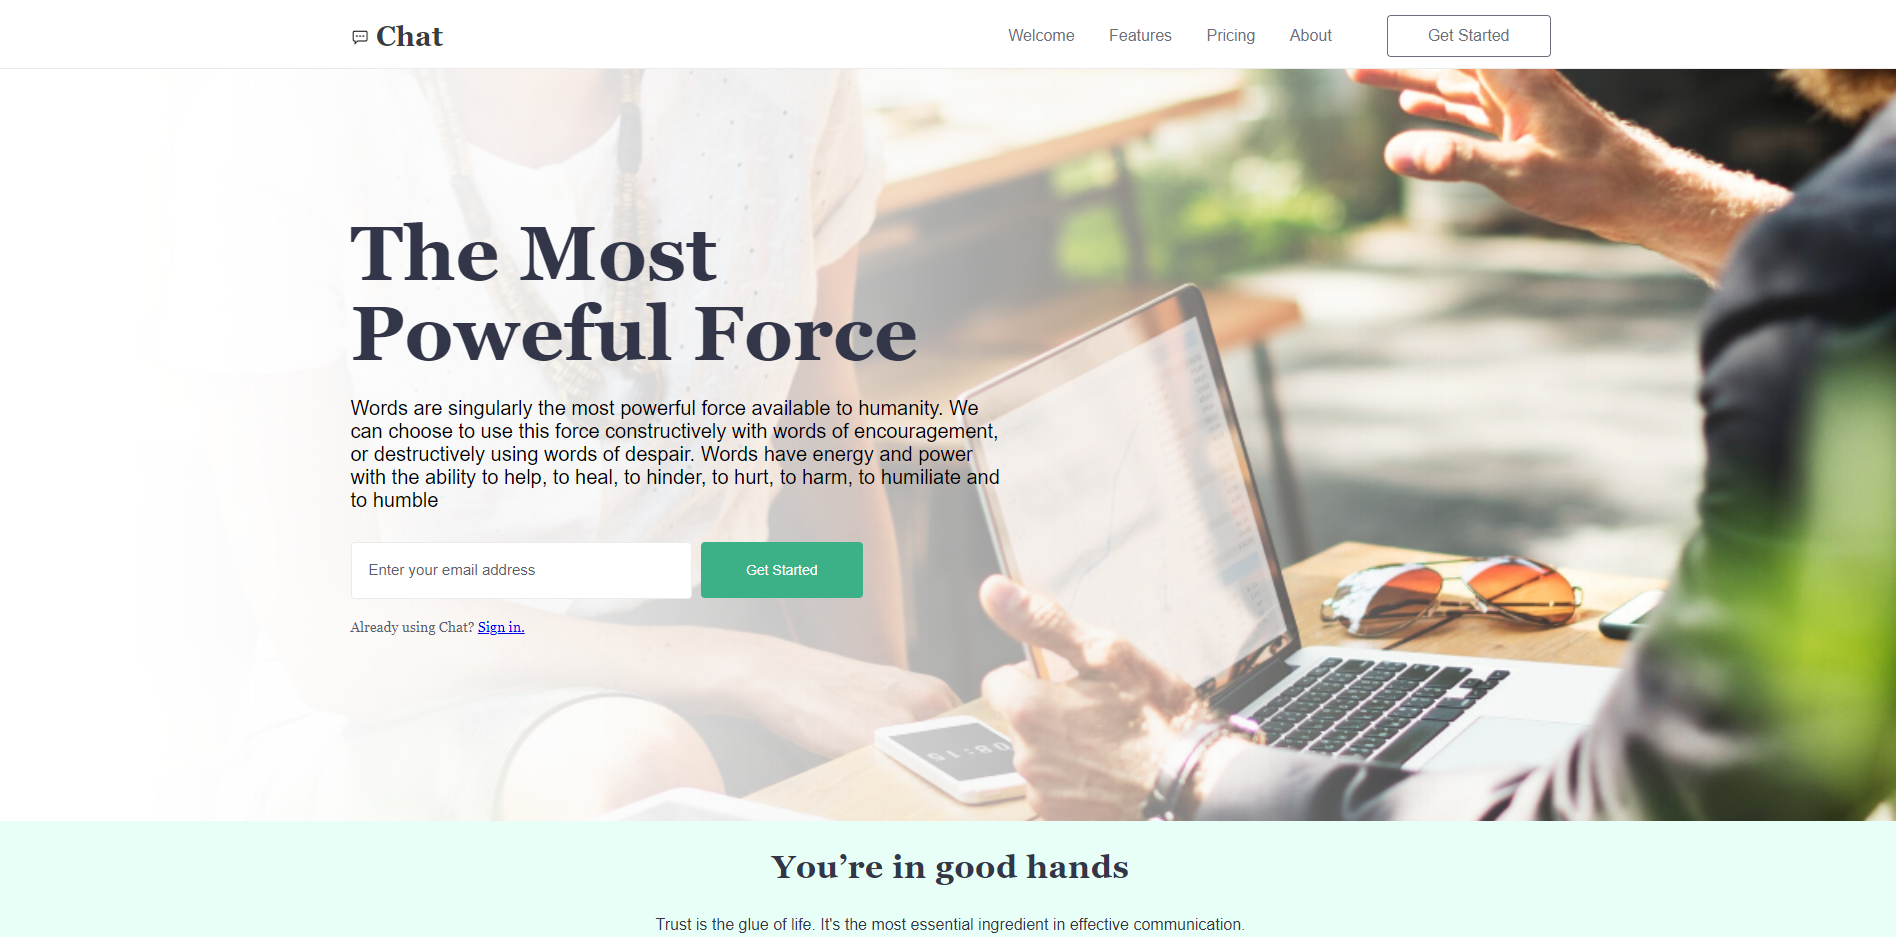 Chat
Welcome Features Pricing About Get Started
The Most
Poweful Force
Words are singularly the most powerful force available to humanity. We
can choose to use this force constructively with words of encouragement,
or destructively using words of despair. Words have energy and power
with the ability to help, to heal, to hinder, to hurt, to harm, to humiliate and
to humble
Enter your email address
Get Started
Already using Chat? Sign in.
08:15
You’re in good hands
Trust is the glue of life. It's the most essential ingredient in effective communication.